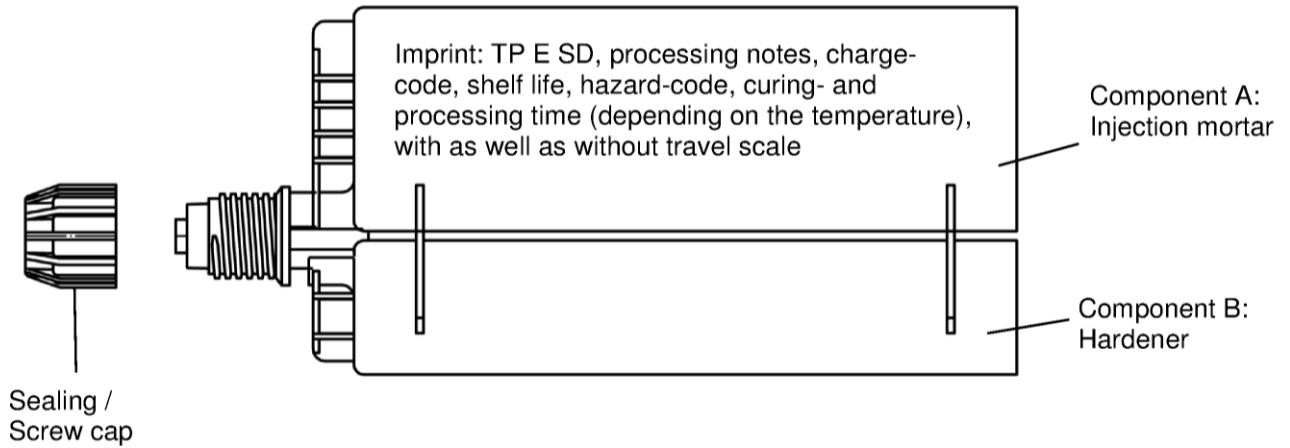 Imprint: TP E SD, processing notes, charge-
code, shelf life, hazard-code, curing- and
processing time (depending on the temperature),
with as well as without travel scale
Component A:
Injection mortar
Component B:
Hardener
Sealing /
Screw cap